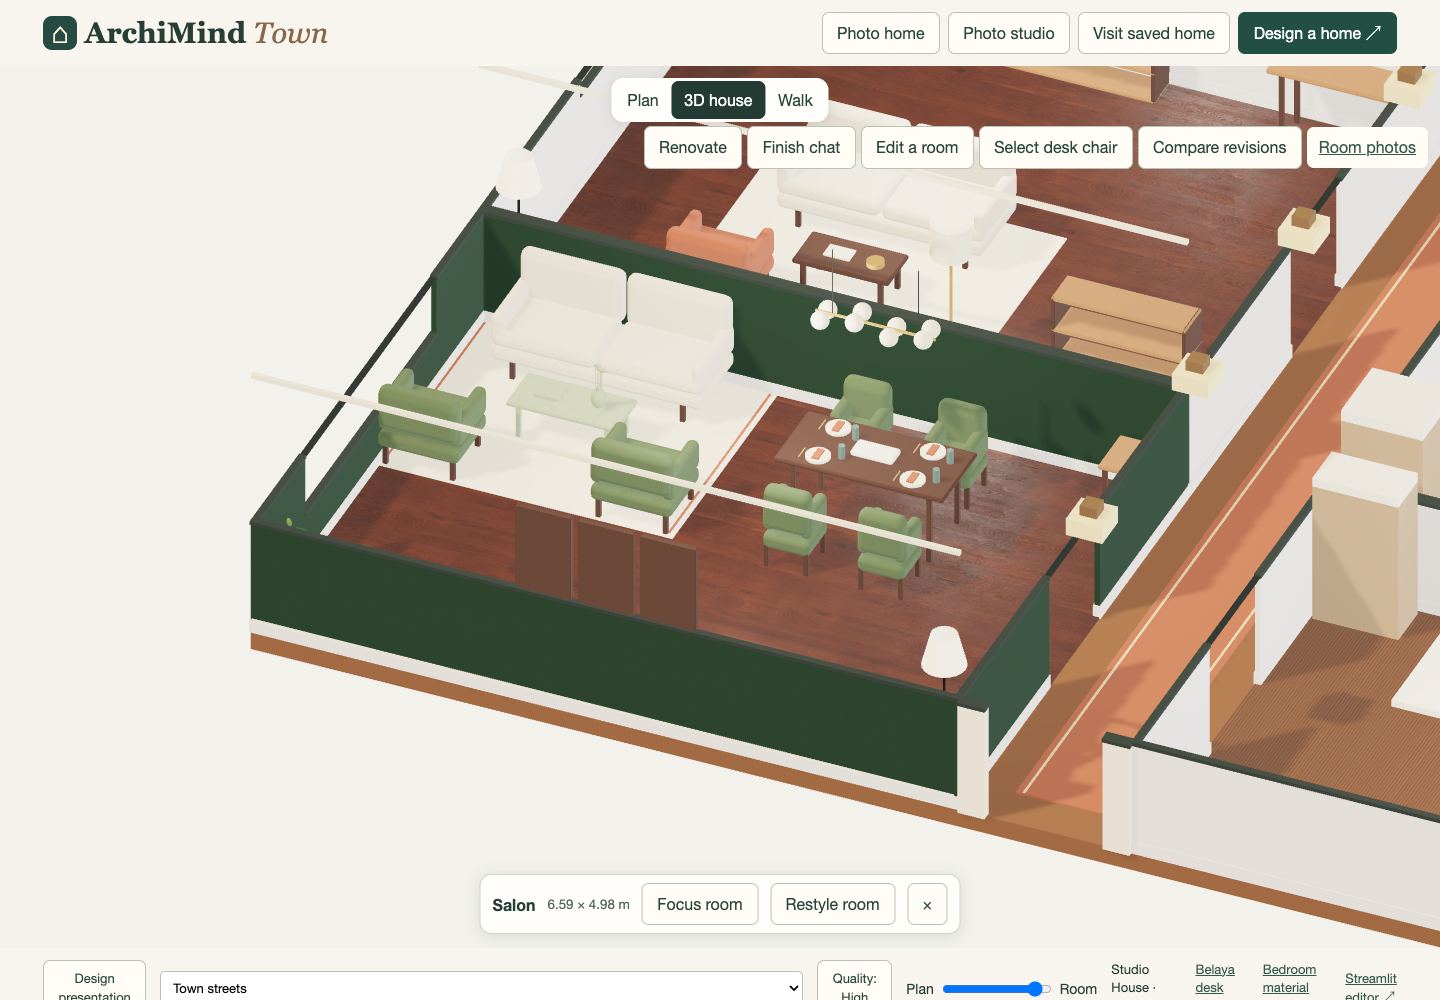 ArchiMind Town
Photo home
Photo studio
Visit saved home
Design a home ↗
Plan
3D house
Walk
Renovate
Finish chat
Edit a room
Select desk chair
Compare revisions
Room photos
Salon
6.59 × 4.98 m
Focus room
Restyle room
×
Design
presentation
Town streets
Quality:
High
Plan
Room
Studio
House ·
Belaya
desk
Bedroom
material
Streamlit
editor ↗